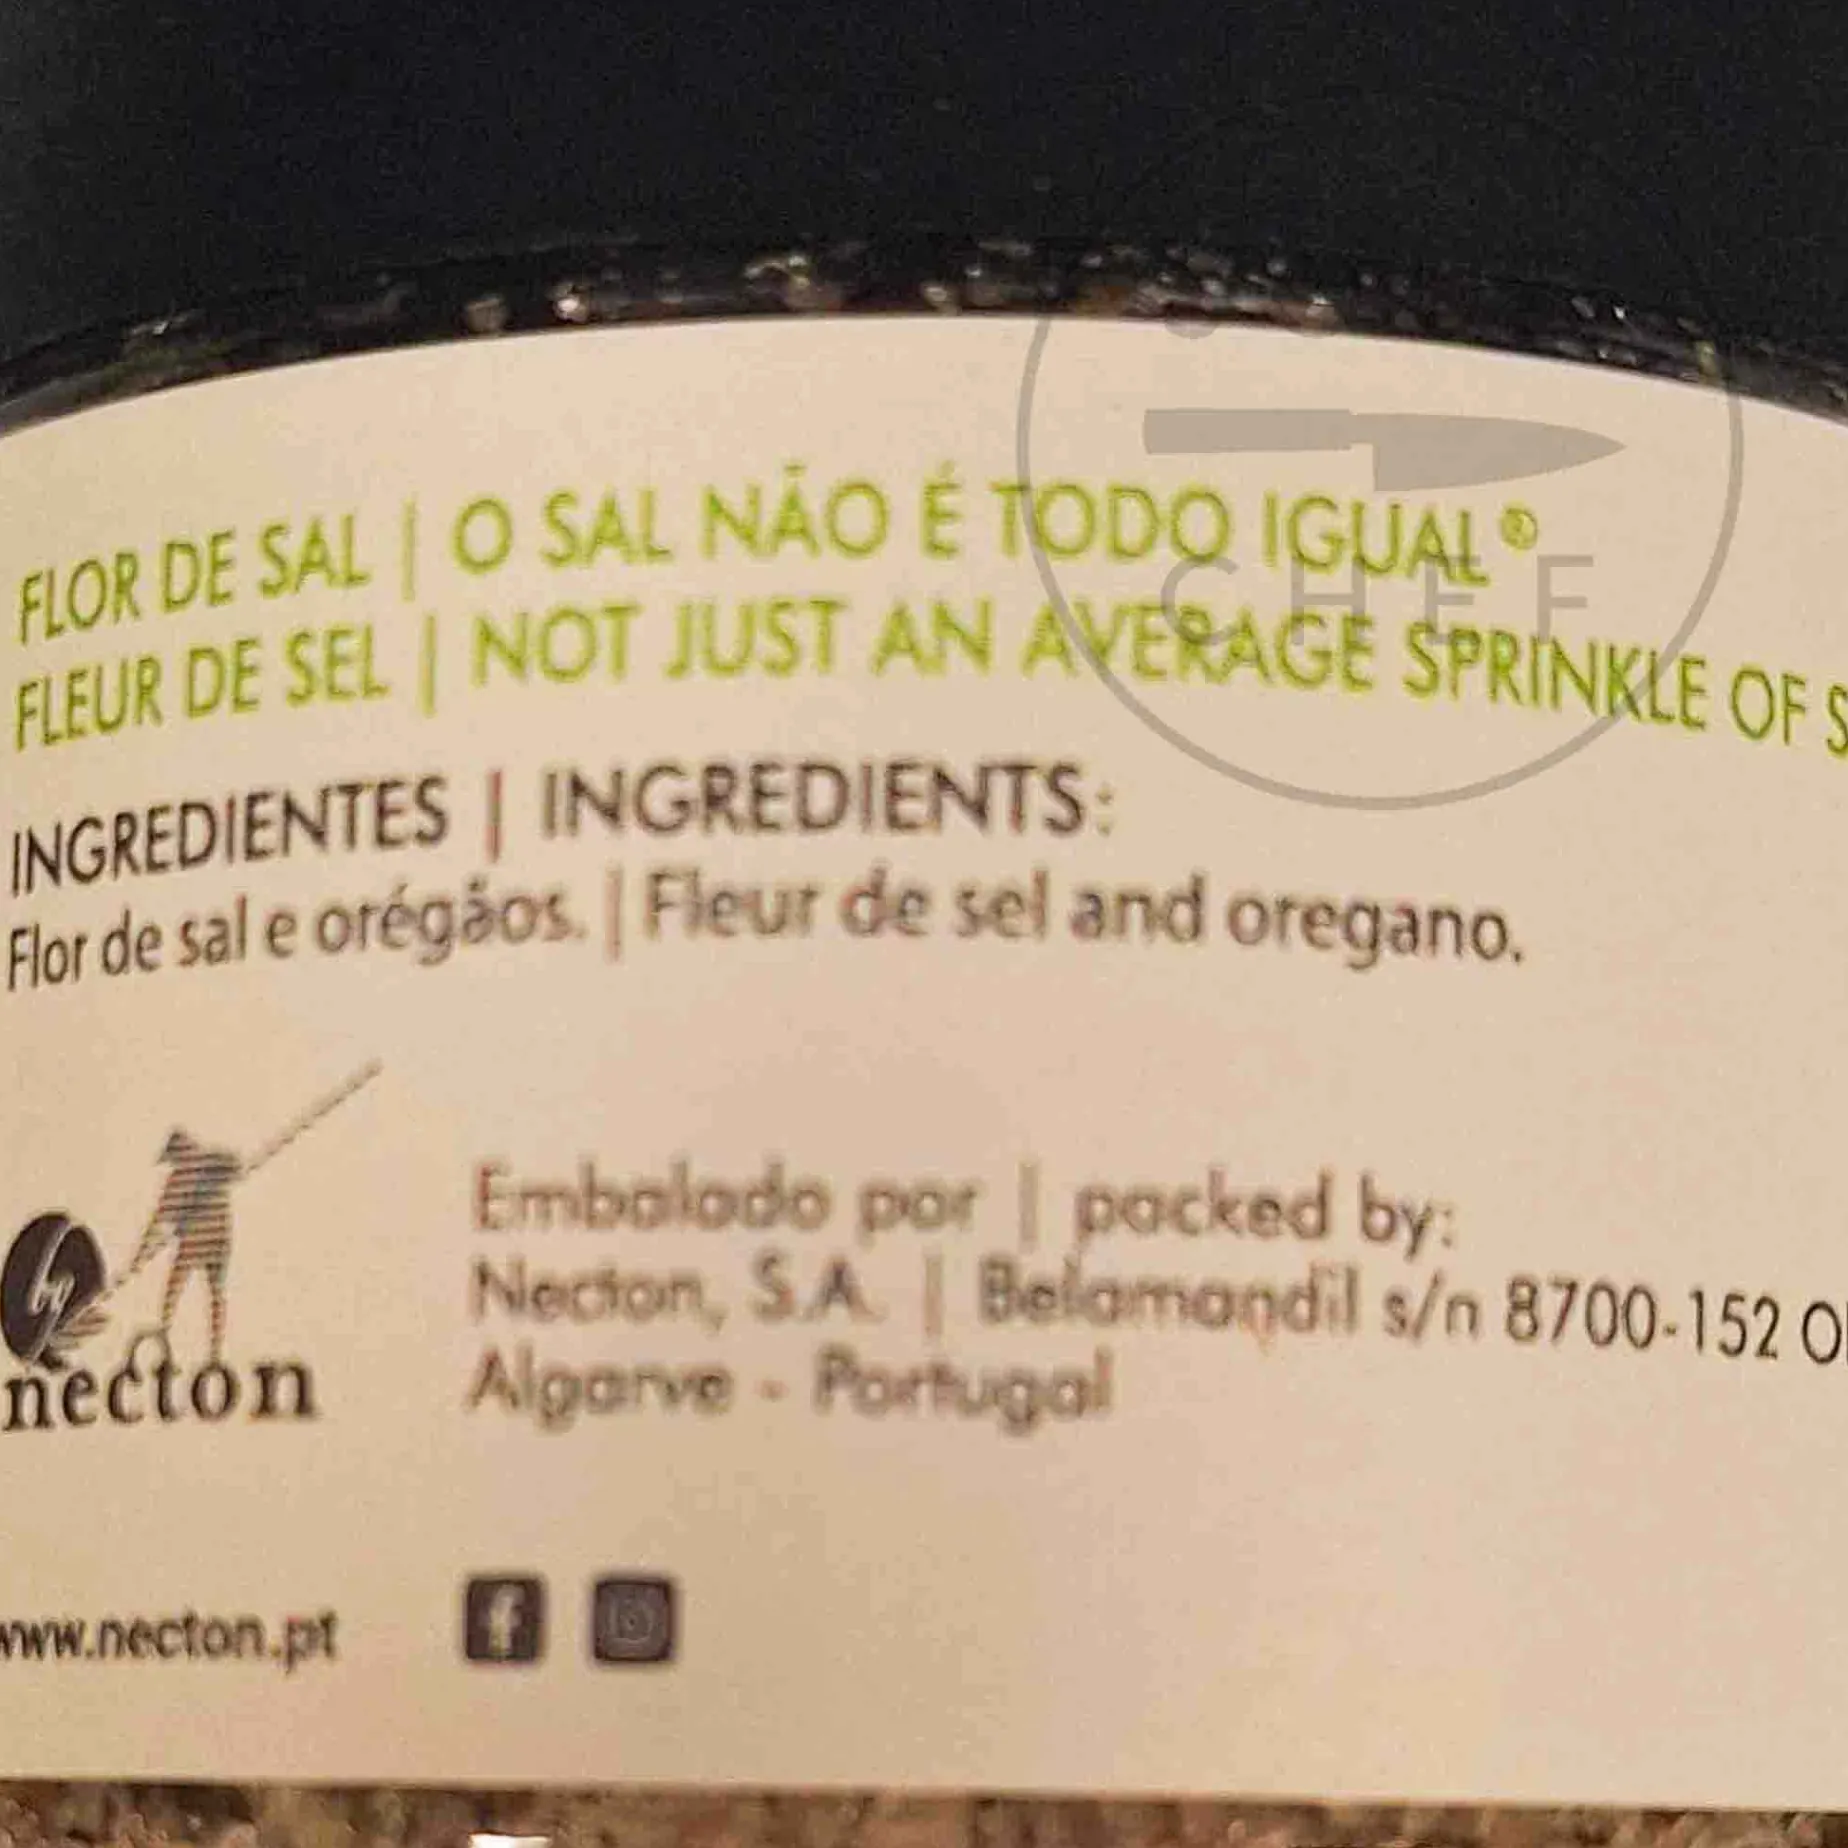 FLOR DE SAL | O SAL NÃO É TODO IGUAL®
FLEUR DE SEL | NOT JUST AN AVERAGE SPRINKLE OF
CHEF
INGREDIENTES | INGREDIENTS:
Flor de sal e orégãos. | Fleur de sel and oregano.
Embalado por | packed by:
Necton, S.A. | Belamandil s/n 8700-152
Algarve - Portugal
necton
www.necton.pt